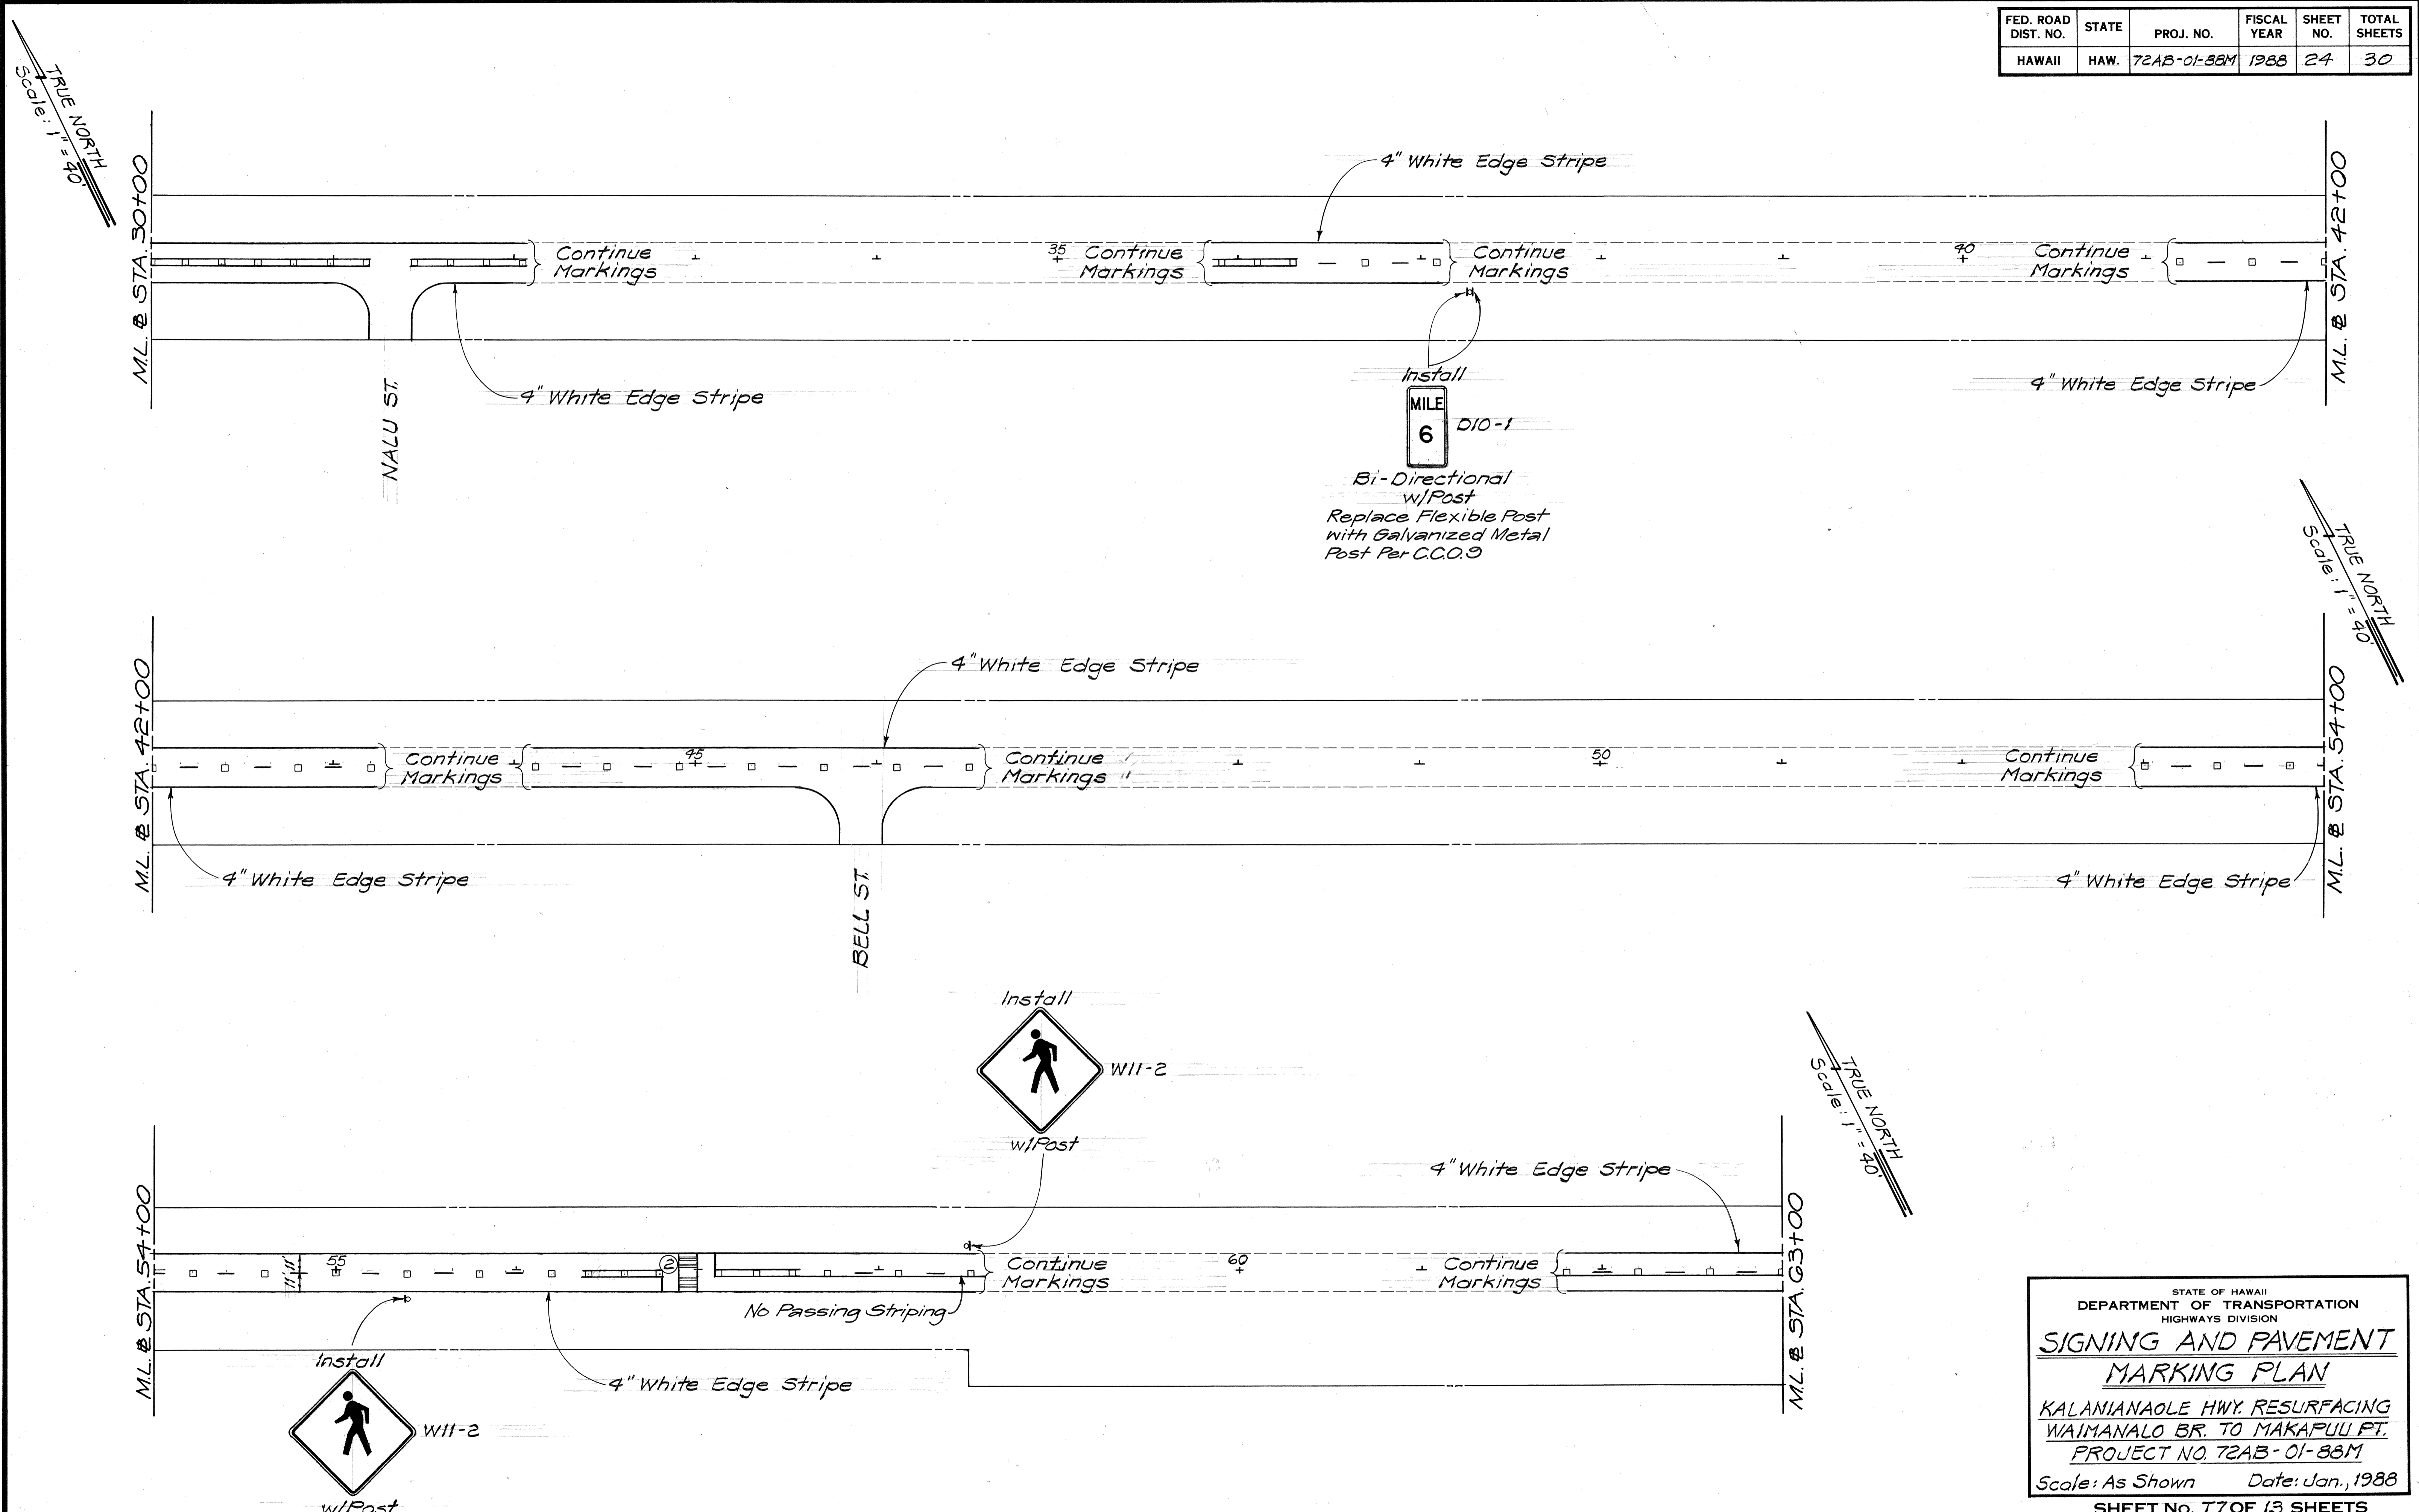 FED. ROAD DIST. NO. STATE PROJ. NO. FISCAL YEAR SHEET NO. TOTAL SHEETS
HAWAII HAW. 72AB-01-88M 1988 24 30
TRUE NORTH
Scale: 1" = 40'
M.L. ℄ STA. 30+00
4" White Edge Stripe
M.L. ℄ STA. 42+00
Continue
Markings
35
Continue
Markings
Continue
Markings
40
Continue
Markings
4" White Edge Stripe
NALU ST.
Install
MILE
6
D10-1
Bi-Directional
w/Post
Replace Flexible Post
with Galvanized Metal
Post Per C.C.O.9
4" White Edge Stripe
TRUE NORTH
Scale: 1" = 40'
M.L. ℄ STA. 42+00
4" White Edge Stripe
M.L. ℄ STA. 54+00
Continue
Markings
45
Continue
Markings
50
Continue
Markings
4" White Edge Stripe
BELL ST.
4" White Edge Stripe
Install
W11-2
w/Post
TRUE NORTH
Scale: 1" = 40'
M.L. ℄ STA. 54+00
4" White Edge Stripe
M.L. ℄ STA. 63+00
11' 11'
55
2
Continue
Markings
60
Continue
Markings
No Passing Striping
Install
W11-2
w/Post
4" White Edge Stripe
STATE OF HAWAII
DEPARTMENT OF TRANSPORTATION
HIGHWAYS DIVISION
SIGNING AND PAVEMENT
MARKING PLAN
KALANIANAOLE HWY. RESURFACING
WAIMANALO BR. TO MAKAPUU PT.
PROJECT NO. 72AB-01-88M
Scale: As Shown Date: Jan., 1988
SHEET No. T7 OF 13 SHEETS